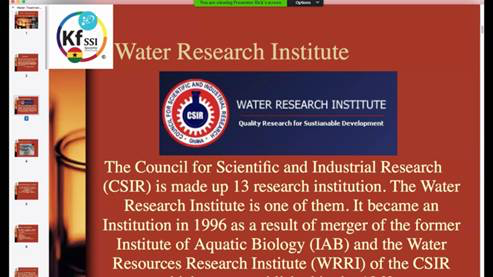 You are viewing Presenter Rick's screen
Options
Kf
SSI
Water Research Institute
COUNCIL FOR SCIENTIFIC AND INDUSTRIAL RESEARCH
CSIR
GHANA
WATER RESEARCH INSTITUTE
Quality Research for Sustianable Development
The Council for Scientific and Industrial Research
(CSIR) is made up 13 research institution. The Water
Research Institute is one of them. It became an
Institution in 1996 as a result of merger of the former
Institute of Aquatic Biology (IAB) and the Water
Resources Research Institute (WRRI) of the CSIR